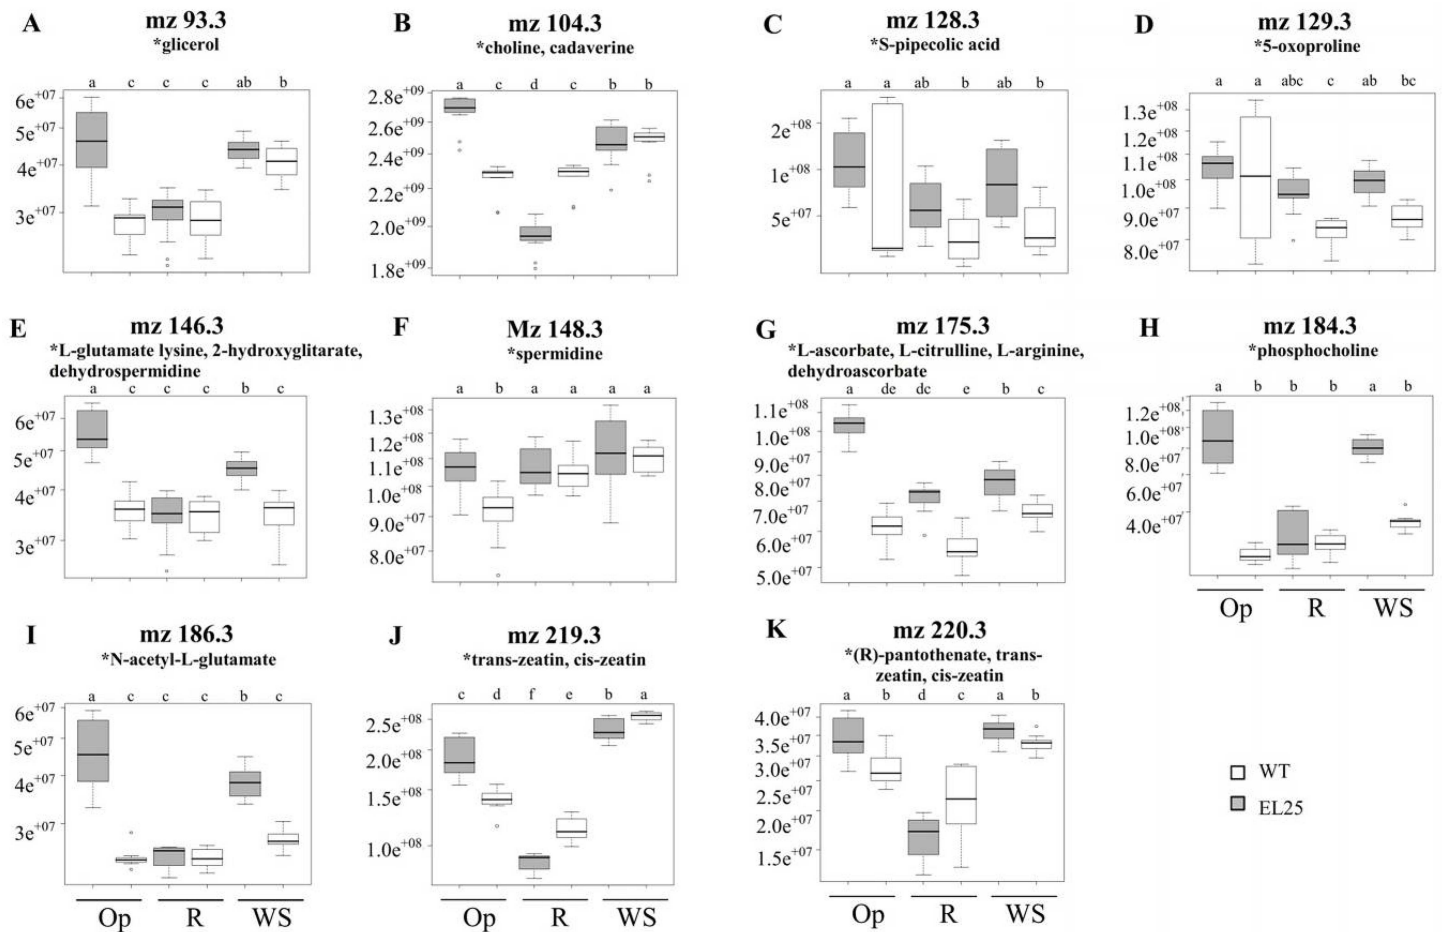 A
mz 93.3
*glicerol
a c c c ab b
6e+07
5e+07
4e+07
3e+07
B
mz 104.3
*choline, cadaverine
a c d c b b
2.8e+09
2.6e+09
2.4e+09
2.2e+09
2.0e+09
1.8e+09
C
mz 128.3
*S-pipecolic acid
a a ab b ab b
2e+08
1e+08
5e+07
D
mz 129.3
*5-oxoproline
a a abc c ab bc
1.3e+08
1.2e+08
1.1e+08
1.0e+08
9.0e+07
8.0e+07
E
mz 146.3
*L-glutamate lysine, 2-hydroxyglitarate,
dehydrospermidine
a c c c b c
6e+07
5e+07
4e+07
3e+07
F
Mz 148.3
*spermidine
a b a a a a
1.3e+08
1.2e+08
1.1e+08
1.0e+08
9.0e+07
8.0e+07
G
mz 175.3
*L-ascorbate, L-citrulline, L-arginine,
dehydroascorbate
a de dc e b c
1.1e+08
1.0e+08
9.0e+07
8.0e+07
7.0e+07
6.0e+07
5.0e+07
H
mz 184.3
*phosphocholine
a b b b a b
1.2e+08
1.0e+08
8.0e+07
6.0e+07
4.0e+07
Op R WS
I
mz 186.3
*N-acetyl-L-glutamate
a c c c b c
6e+07
5e+07
4e+07
3e+07
Op R WS
J
mz 219.3
*trans-zeatin, cis-zeatin
c d f e b a
2.5e+08
2.0e+08
1.5e+08
1.0e+08
Op R WS
K
mz 220.3
*(R)-pantothenate, trans-
zeatin, cis-zeatin
a b d c a b
4.0e+07
3.5e+07
3.0e+07
2.5e+07
2.0e+07
1.5e+07
Op R WS
WT
EL25